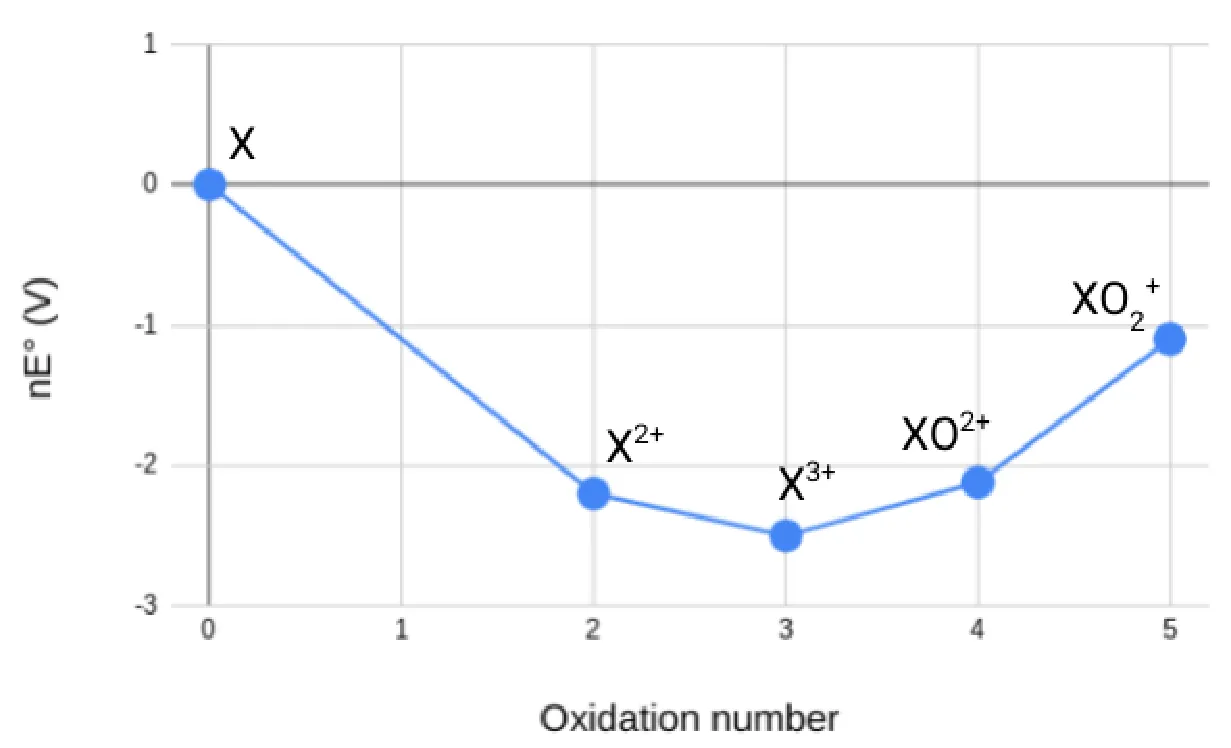 1
X
0
nE° (V)
-1
XO₂⁺
XO²⁺
-2
X²⁺
X³⁺
-3
0 1 2 3 4 5
Oxidation number